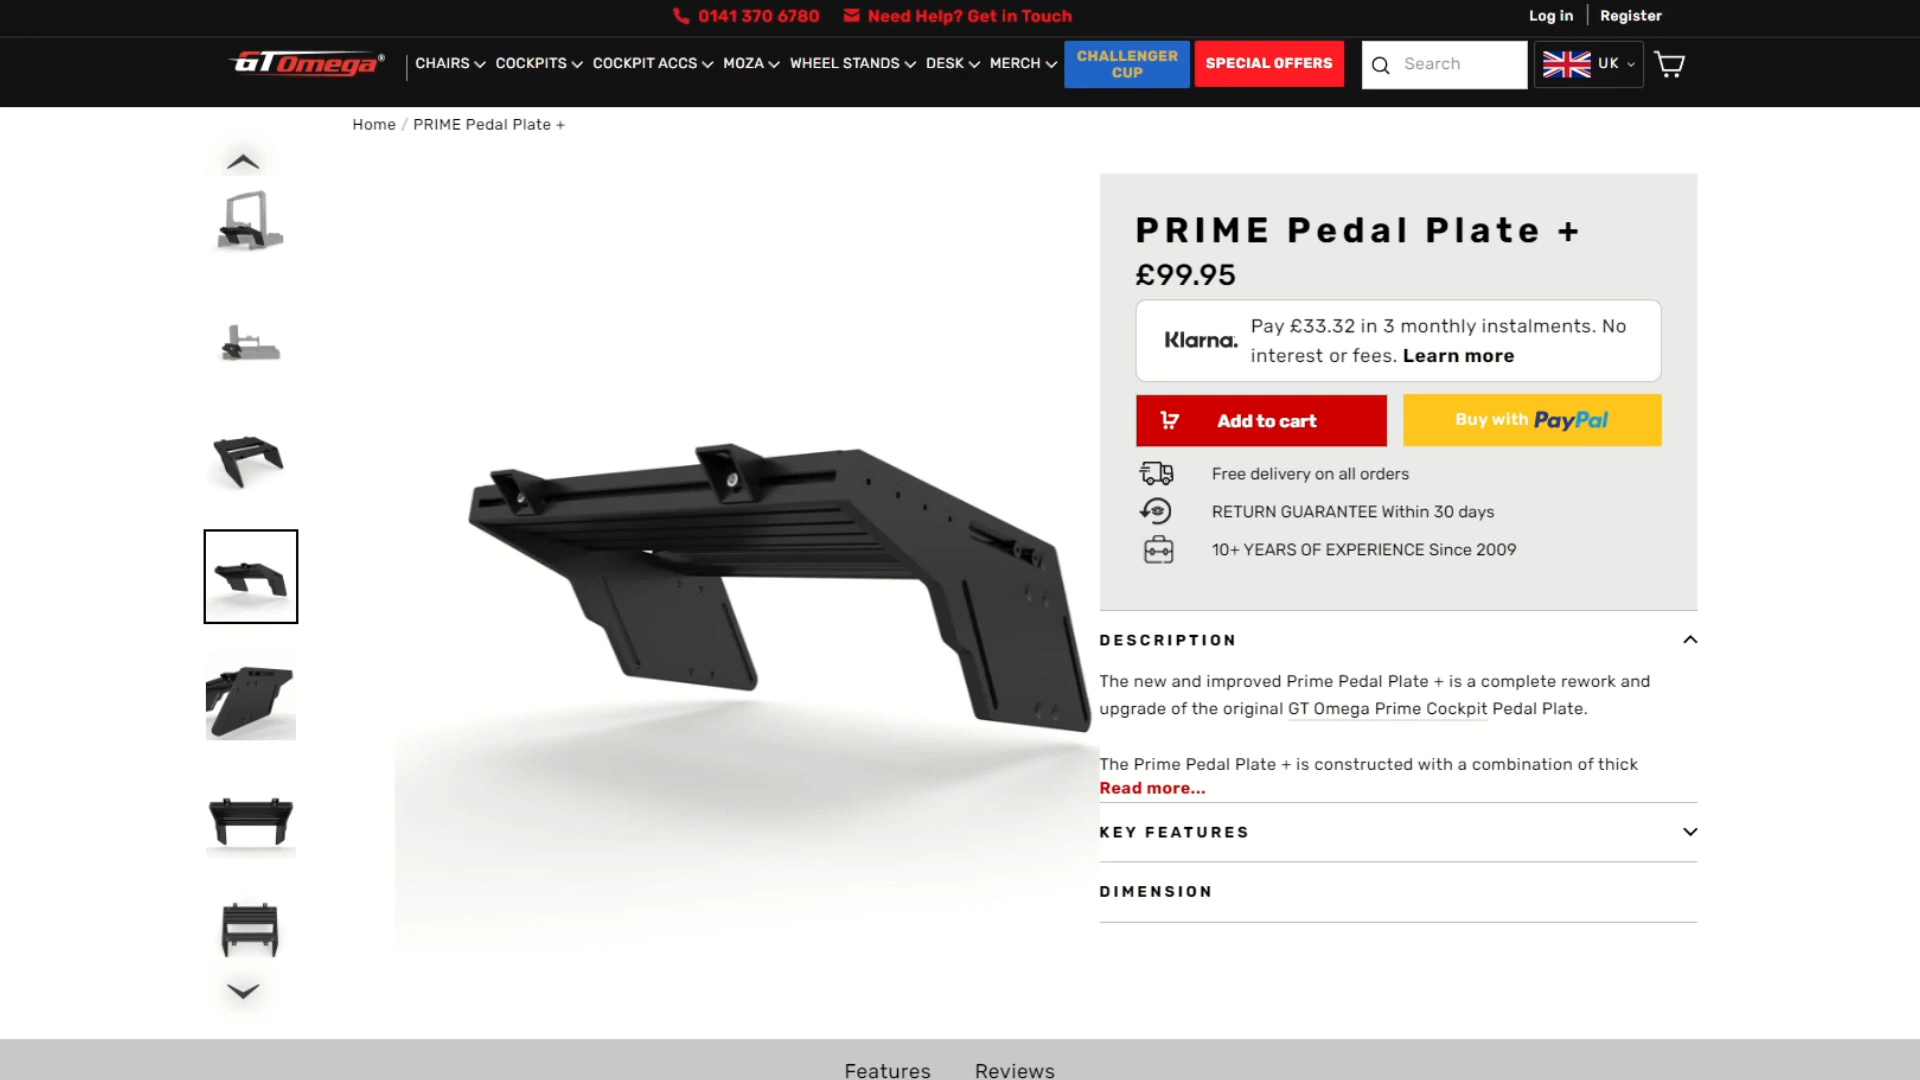 0141 370 6780 Need Help? Get in Touch Log in Register
GT Omega® CHAIRS COCKPITS COCKPIT ACCS MOZA WHEEL STANDS DESK MERCH CHALLENGER CUP SPECIAL OFFERS Search UK
Home / PRIME Pedal Plate +
PRIME Pedal Plate +
£99.95
Klarna.
Pay £33.32 in 3 monthly instalments. No
interest or fees. Learn more
Add to cart
Buy with PayPal
Free delivery on all orders
RETURN GUARANTEE Within 30 days
10+ YEARS OF EXPERIENCE Since 2009
DESCRIPTION
The new and improved Prime Pedal Plate + is a complete rework and
upgrade of the original GT Omega Prime Cockpit Pedal Plate.
The Prime Pedal Plate + is constructed with a combination of thick
Read more...
KEY FEATURES
DIMENSION
Features Reviews